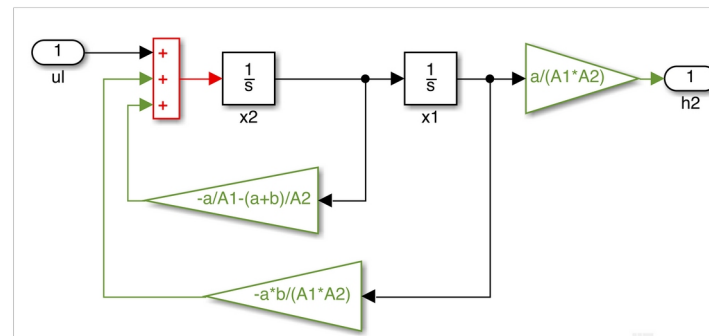 1
ul
+
+
+
1
s
x2
1
s
x1
a/(A1*A2)
1
h2
-a/A1-(a+b)/A2
-a*b/(A1*A2)